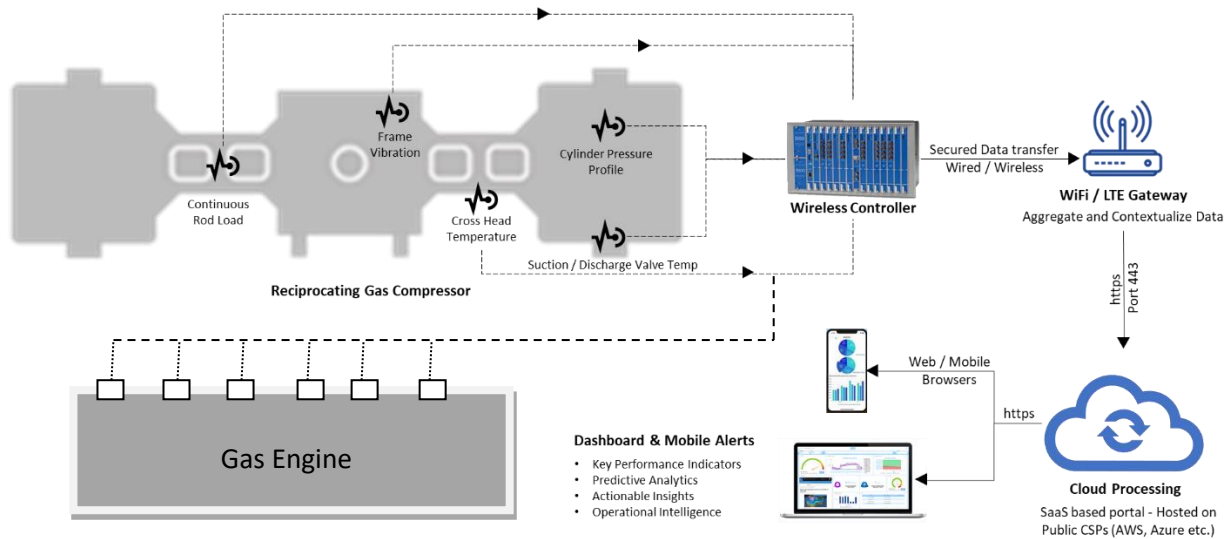 Frame
Vibration
Continuous
Rod Load
Cross Head
Temperature
Cylinder Pressure
Profile
Suction / Discharge Valve Temp
Reciprocating Gas Compressor
Wireless Controller
Secured Data transfer
Wired / Wireless
WiFi / LTE Gateway
Aggregate and Contextualize Data
https
Port 443
Gas Engine
Web / Mobile
Browsers
https
Dashboard & Mobile Alerts
• Key Performance Indicators
• Predictive Analytics
• Actionable Insights
• Operational Intelligence
Cloud Processing
SaaS based portal - Hosted on
Public CSPs (AWS, Azure etc.)